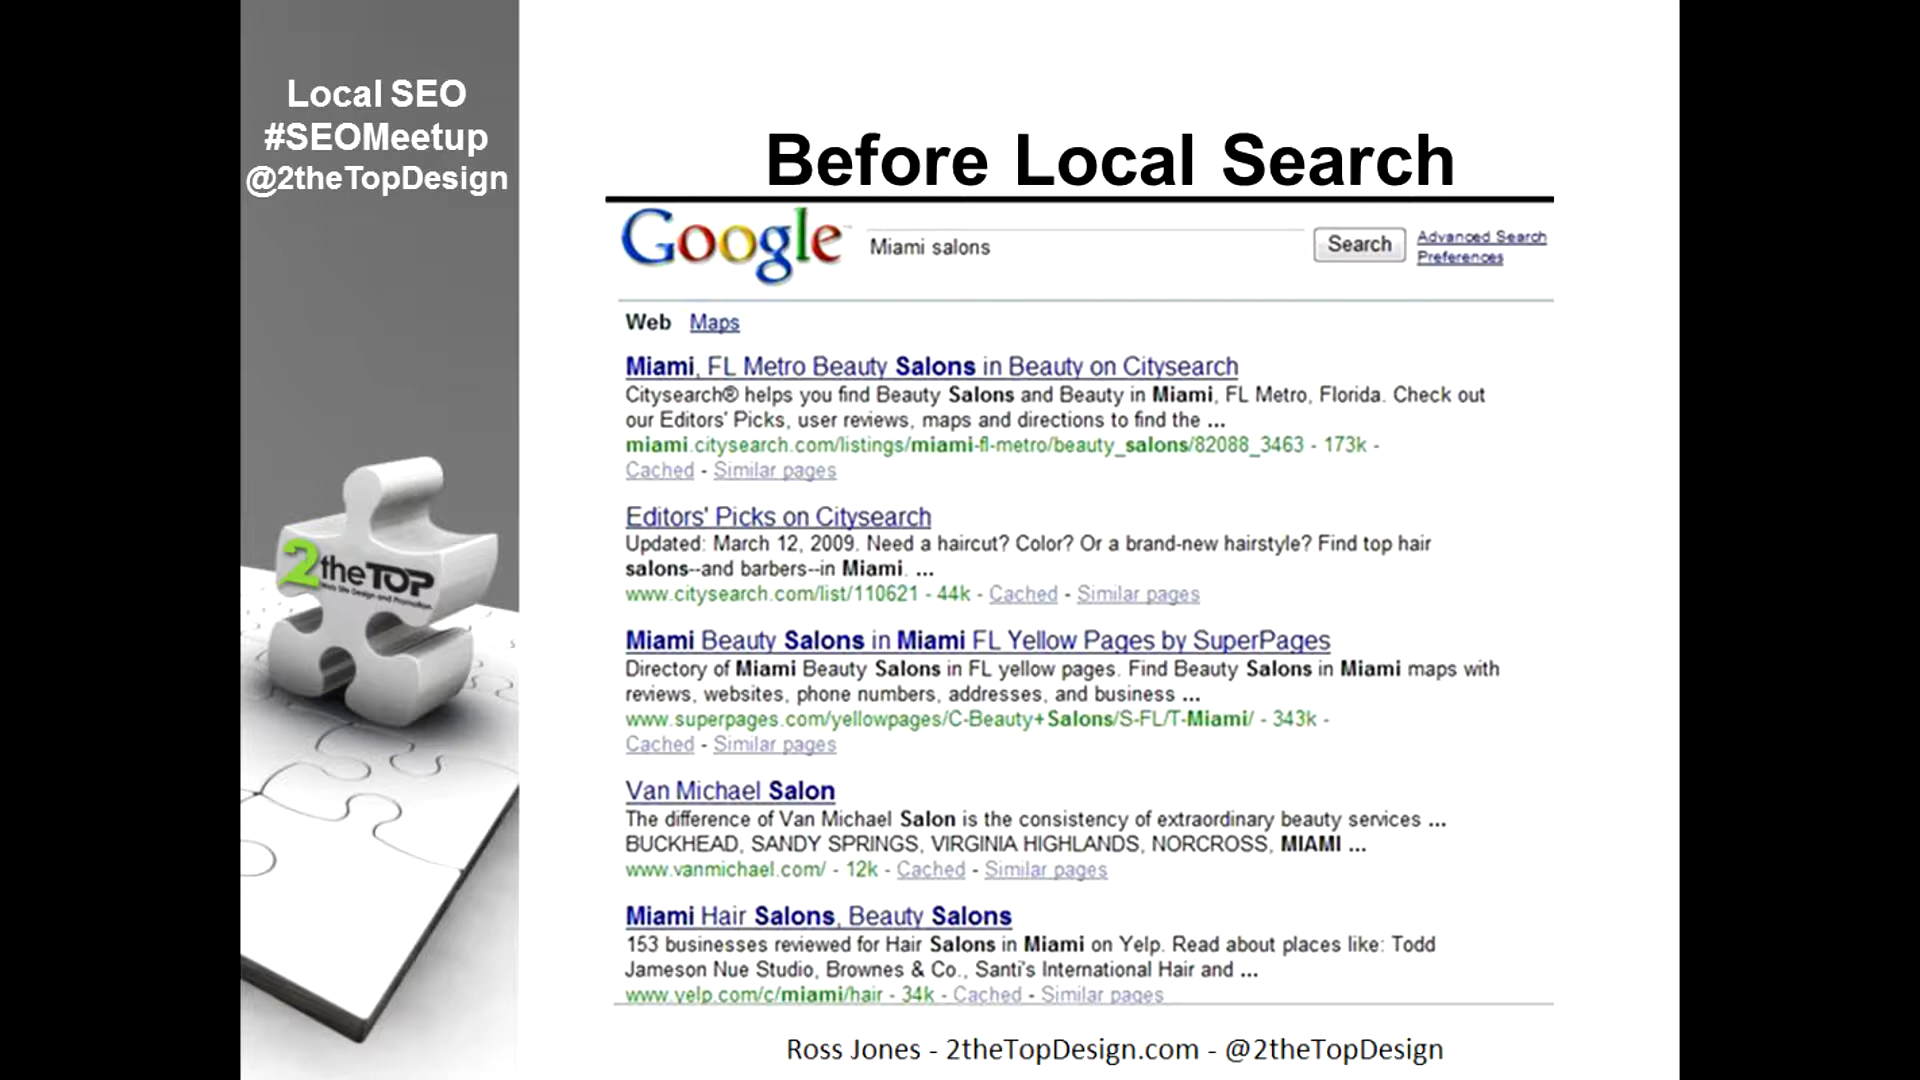 Local SEO
#SEOMeetup
@2theTopDesign
2theTOP
Web Site Design and Promotion
Before Local Search
Google Miami salons Search Advanced Search
Preferences
Web Maps
Miami, FL Metro Beauty Salons in Beauty on Citysearch
Citysearch® helps you find Beauty Salons and Beauty in Miami, FL Metro, Florida. Check out
our Editors' Picks, user reviews, maps and directions to find the ...
miami.citysearch.com/listings/miami-fl-metro/beauty_salons/82088_3463 - 173k -
Cached - Similar pages
Editors' Picks on Citysearch
Updated: March 12, 2009. Need a haircut? Color? Or a brand-new hairstyle? Find top hair
salons--and barbers--in Miami. ...
www.citysearch.com/list/110621 - 44k - Cached - Similar pages
Miami Beauty Salons in Miami FL Yellow Pages by SuperPages
Directory of Miami Beauty Salons in FL yellow pages. Find Beauty Salons in Miami maps with
reviews, websites, phone numbers, addresses, and business ...
www.superpages.com/yellowpages/C-Beauty+Salons/S-FL/T-Miami/ - 343k -
Cached - Similar pages
Van Michael Salon
The difference of Van Michael Salon is the consistency of extraordinary beauty services ...
BUCKHEAD, SANDY SPRINGS, VIRGINIA HIGHLANDS, NORCROSS, MIAMI ...
www.vanmichael.com/ - 12k - Cached - Similar pages
Miami Hair Salons, Beauty Salons
153 businesses reviewed for Hair Salons in Miami on Yelp. Read about places like: Todd
Jameson Nue Studio, Brownes & Co., Santi's International Hair and ...
www.yelp.com/c/miami/hair - 34k - Cached - Similar pages
Ross Jones - 2theTopDesign.com - @2theTopDesign